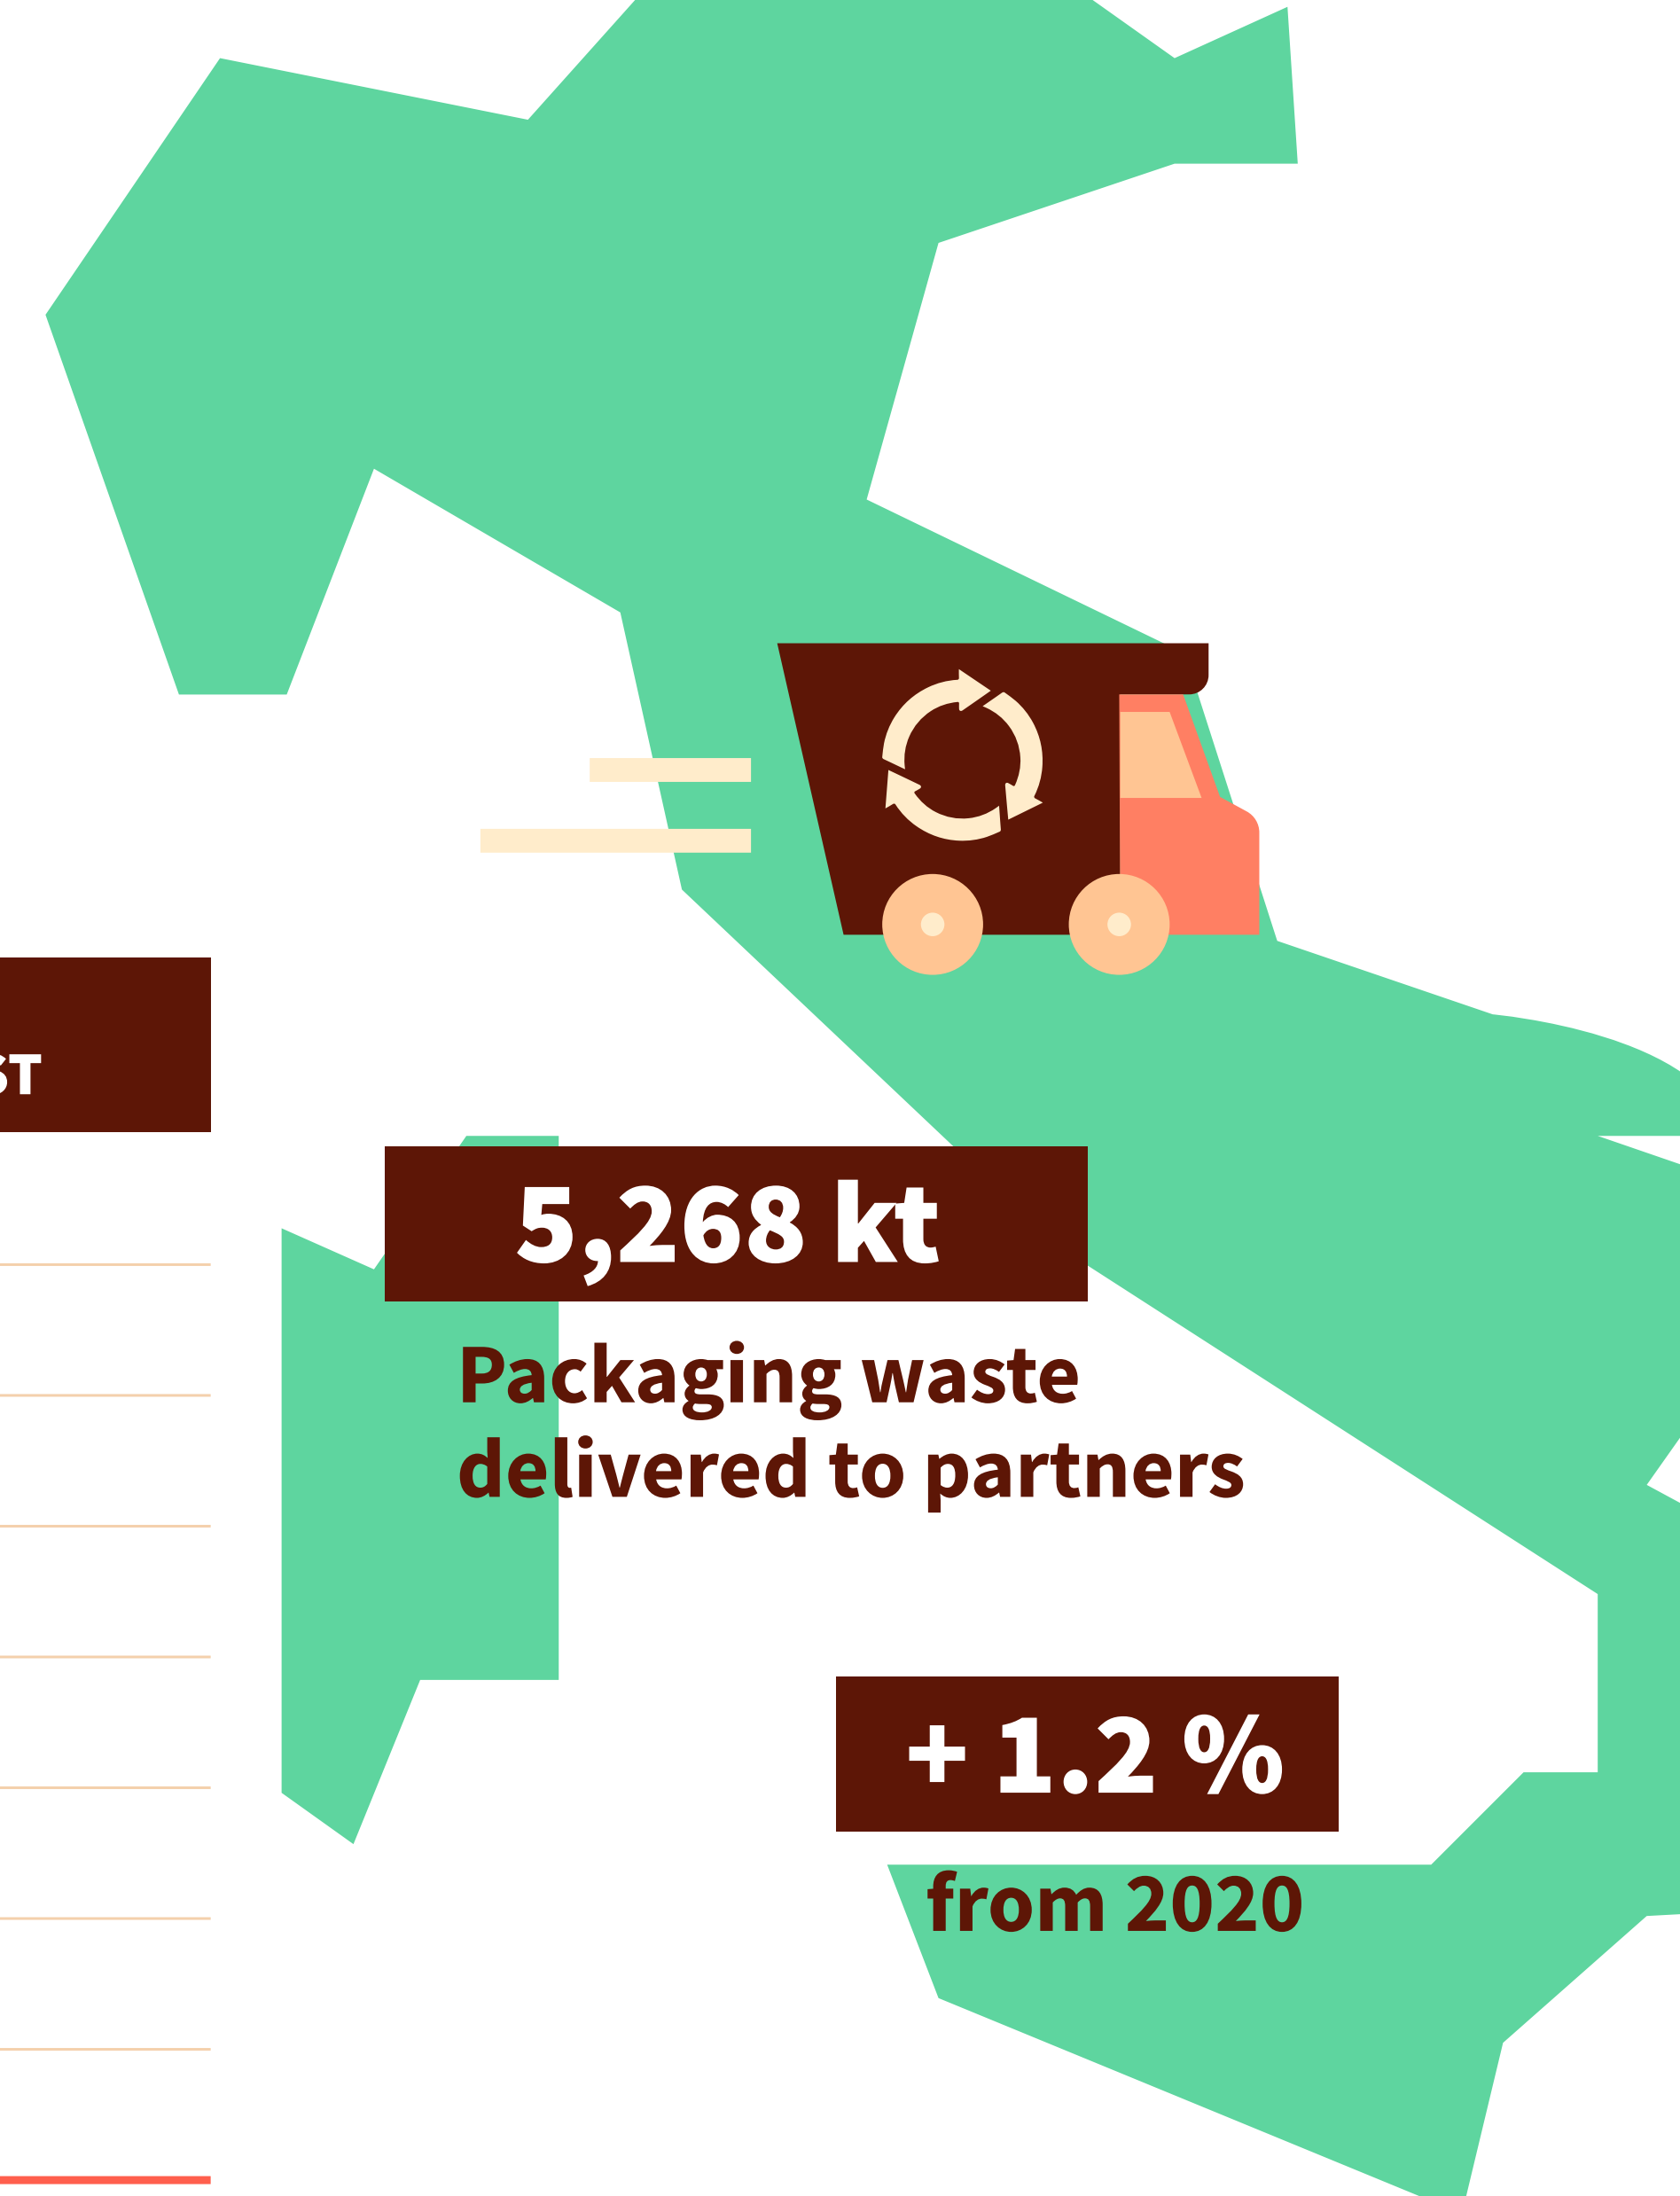 5,268 kt
Packaging waste
delivered to partners
+ 1.2 %
from 2020